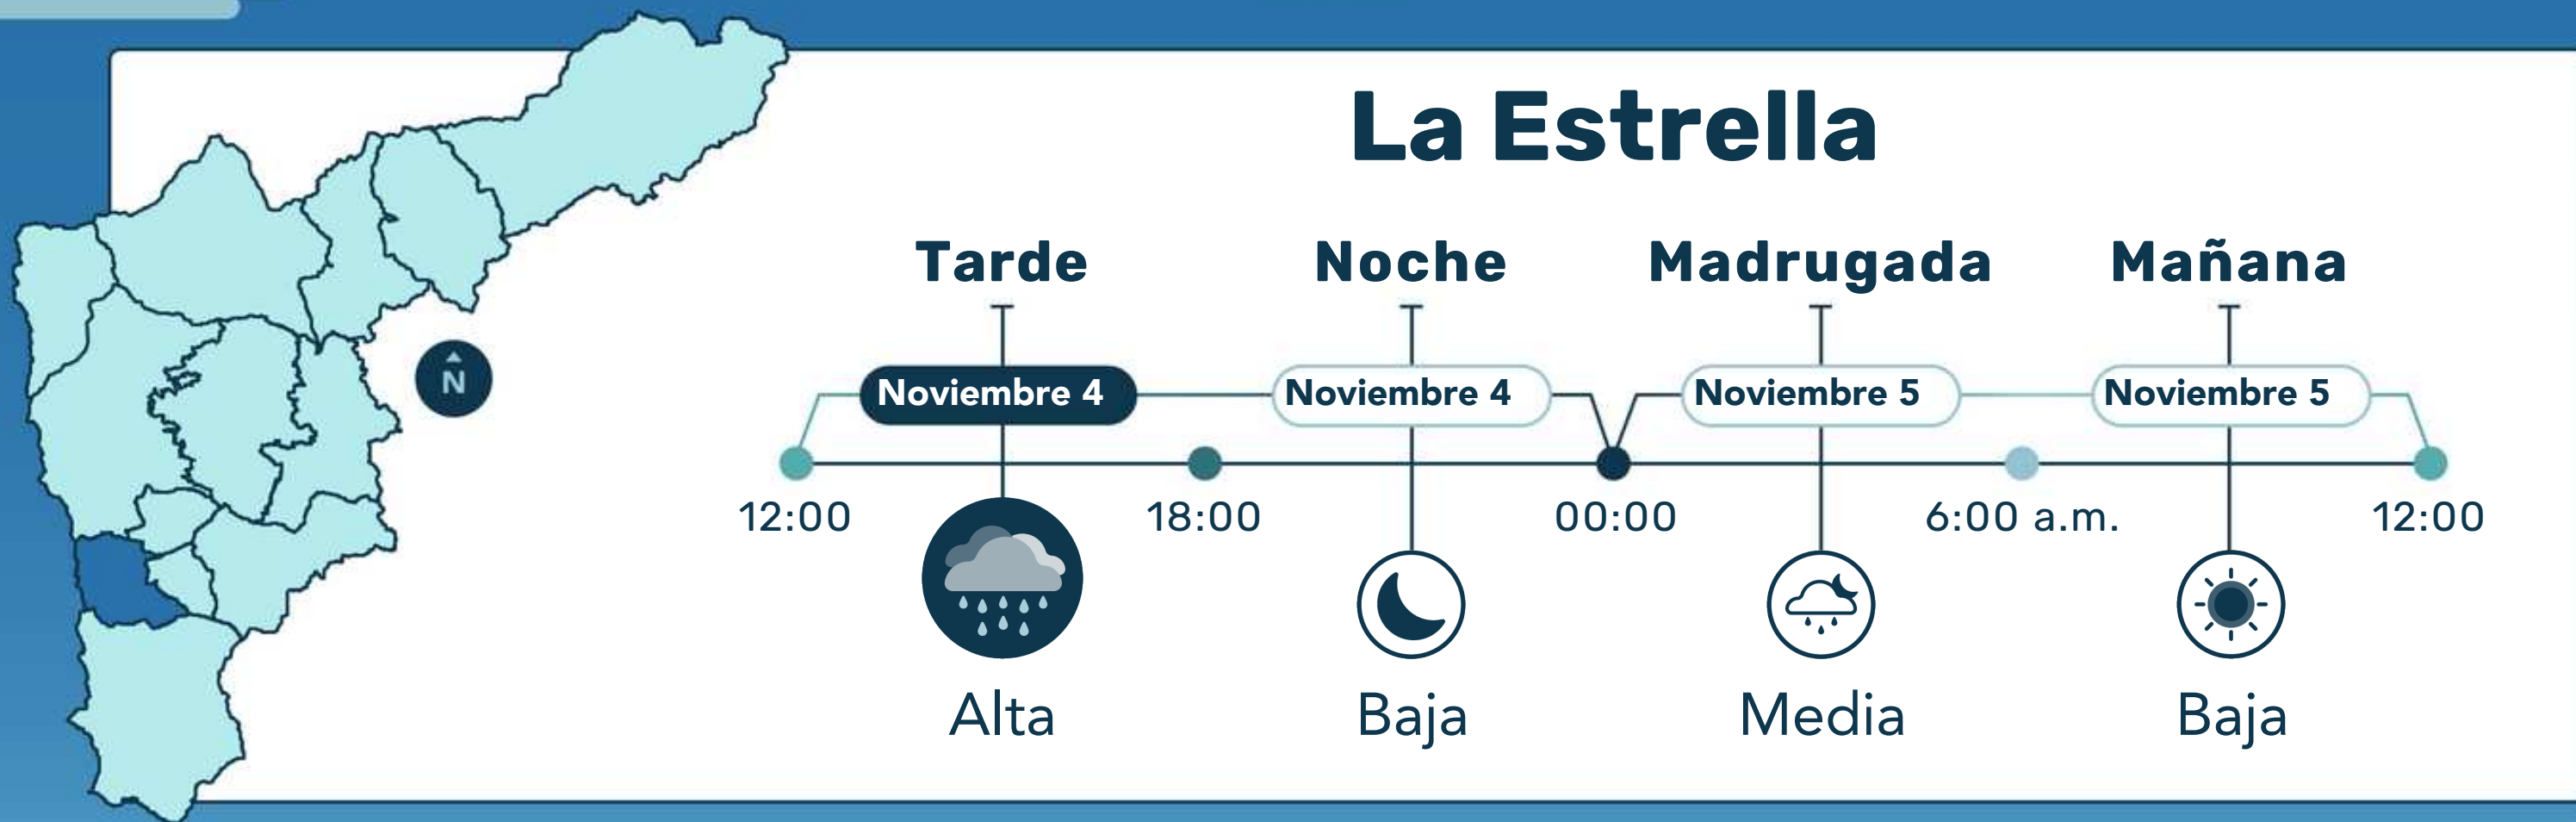 La Estrella
Tarde Noche Madrugada Mañana
Noviembre 4 Noviembre 4 Noviembre 5 Noviembre 5
N
12:00 18:00 00:00 6:00 a.m. 12:00
Alta Baja Media Baja